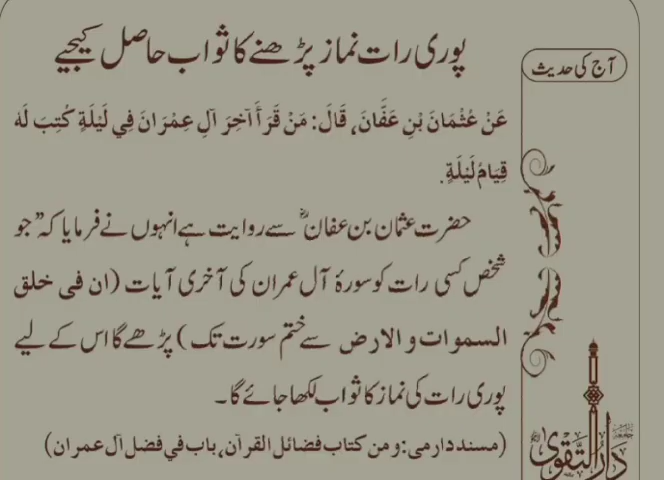 پوری رات نماز پڑھنے کا ثواب حاصل کیجیے
آج کی حدیث
عَنْ عُثْمَانَ بْنِ عَفَّانَ، قَالَ: مَنْ قَرَأَ آخِرَ آلِ عِمْرَانَ فِي لَيْلَةٍ كُتِبَ لَهُ
قِيَامُ لَيْلَةٍ.
حضرت عثمان بن عفانؓ سے روایت ہے انہوں نے فرمایا کہ ”جو
شخص کسی رات کو سورۂ آل عمران کی آخری آیات (ان فی خلق
السموات و الارض سے ختم سورت تک) پڑھے گا اس کے لیے
پوری رات کی نماز کا ثواب لکھا جائے گا۔
(مسند دارمی: و من کتاب فضائل القرآن، باب في فضل آل عمران)
دار التقویٰ